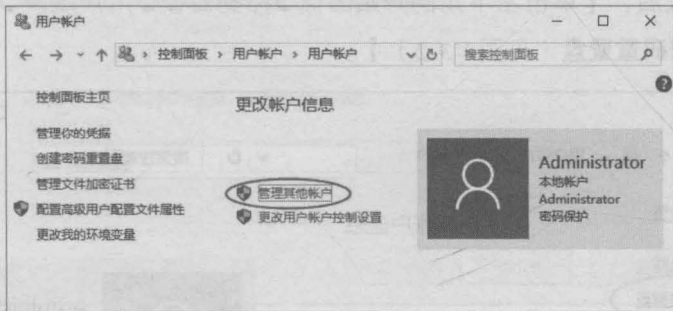 用户帐户
控制面板 › 用户帐户 › 用户帐户
搜索控制面板
控制面板主页
管理你的凭据
创建密码重置盘
管理文件加密证书
配置高级用户配置文件属性
更改我的环境变量
更改帐户信息
管理其他帐户
更改用户帐户控制设置
Administrator
本地帐户
Administrator
密码保护